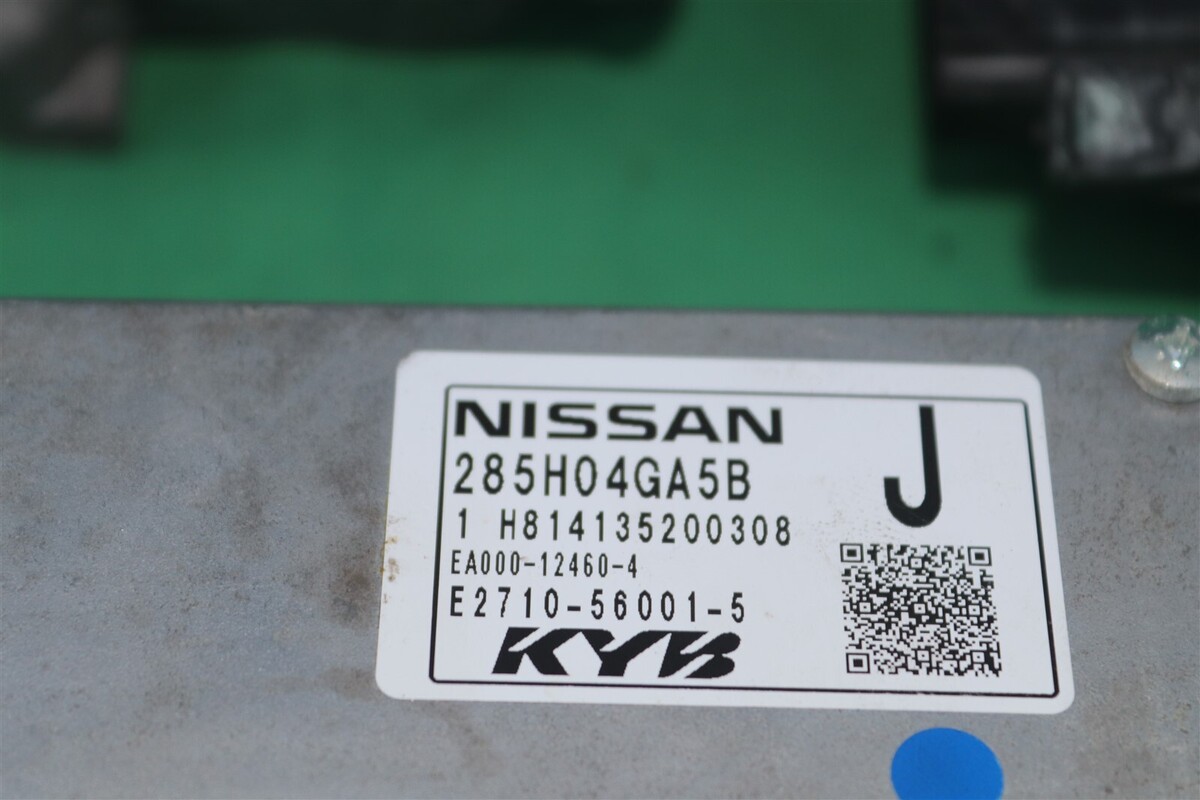 NISSAN
J
285H04GA5B
1 H814135200308
EA000-12460-4
E2710-56001-5
KYB